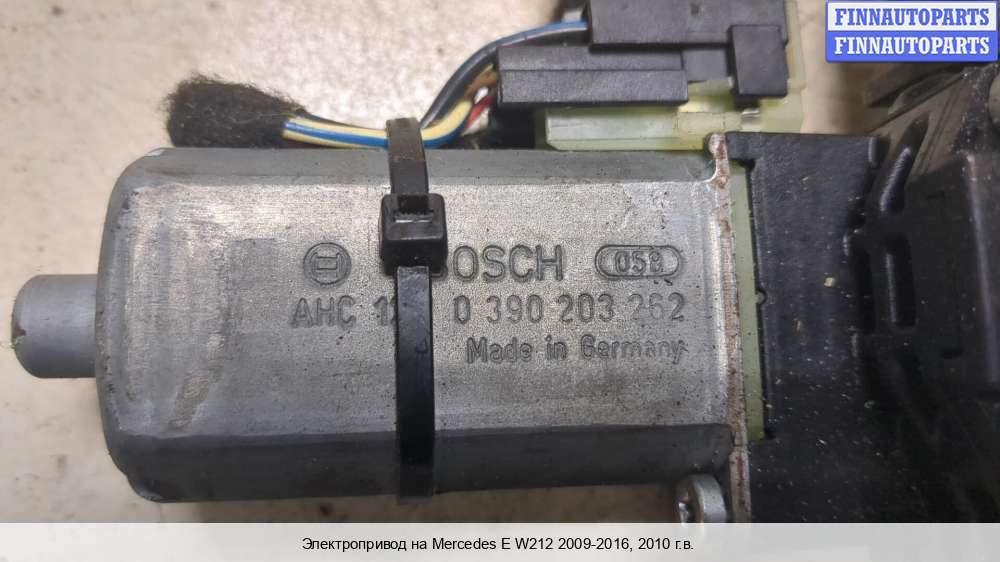 FINNAUTOPARTS
FINNAUTOPARTS
BOSCH 058
AHC 0 390 203 262
Made in Germany
Электропривод на Mercedes E W212 2009-2016, 2010 г.в.